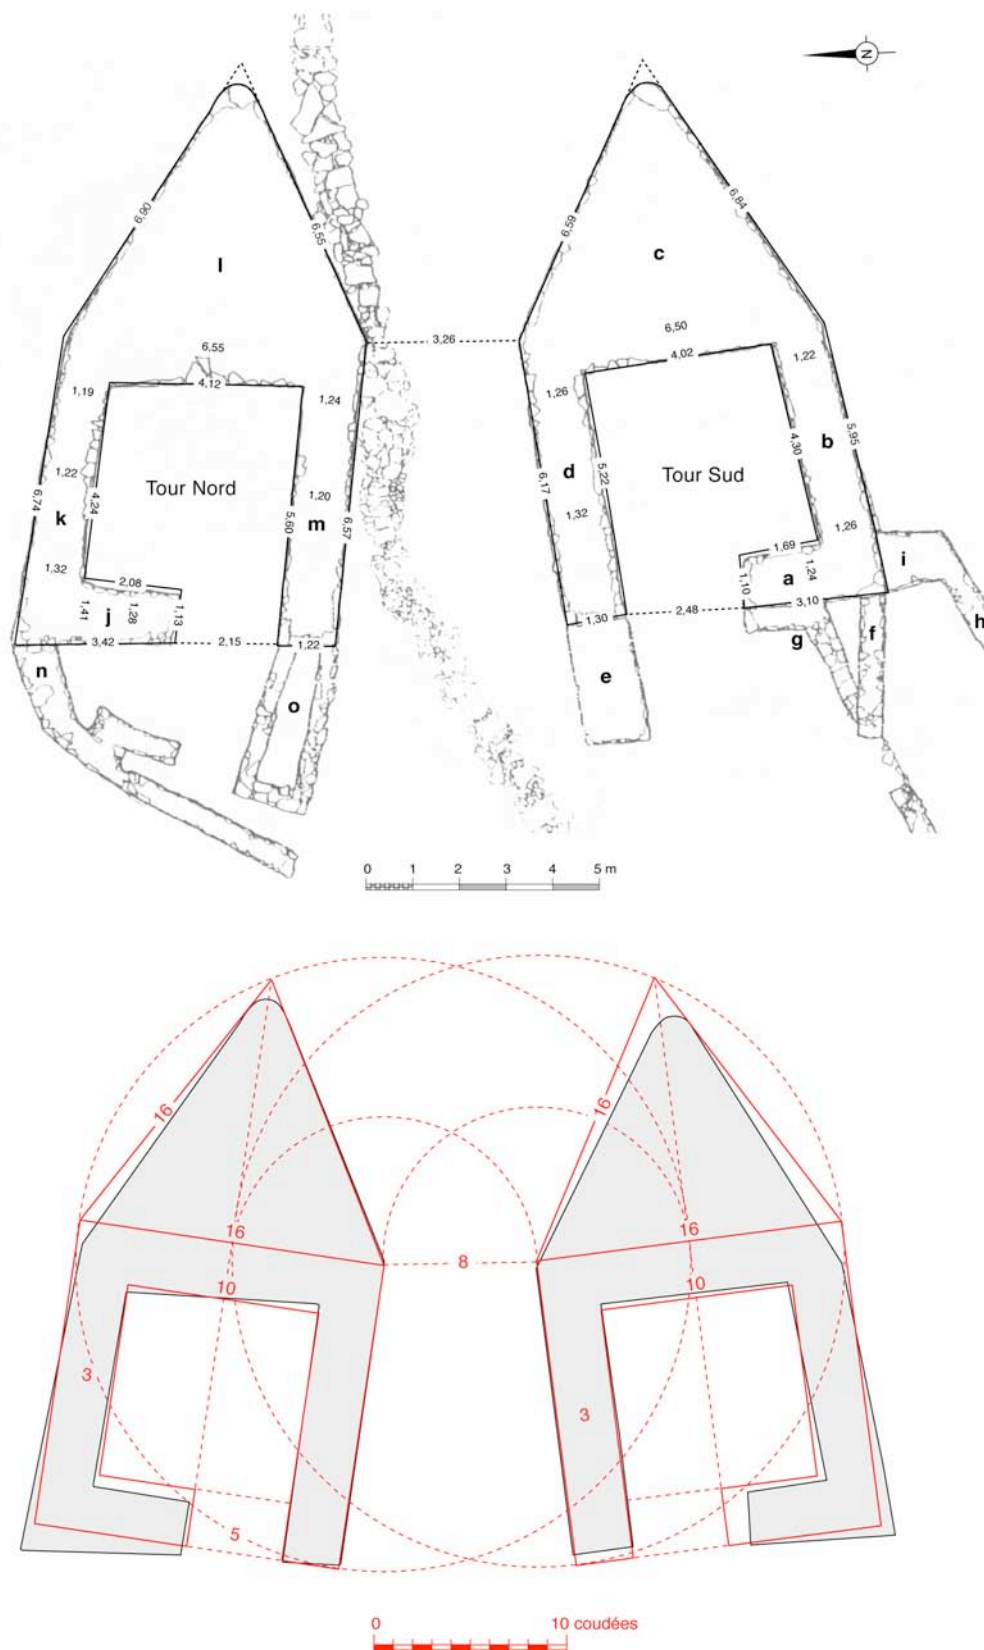 N
6,90
6,55
6,59
6,84
l
c
3,26
6,55
6,50
4,12
4,02
1,19
1,24
1,26
1,22
1,22
4,24
Tour Nord
1,20
5,60
m
6,57
6,74
k
d
5,22
Tour Sud
4,30
b
5,95
6,17
1,32
1,26
1,32
2,08
1,41
j
1,28
1,13
1,69
a
1,24
1,10
i
3,42
2,15
1,22
1,30
2,48
3,10
n
o
e
g
f
h
0 1 2 3 4 5 m
16
16
16
16
8
10
10
3
3
5
0 10 coudées